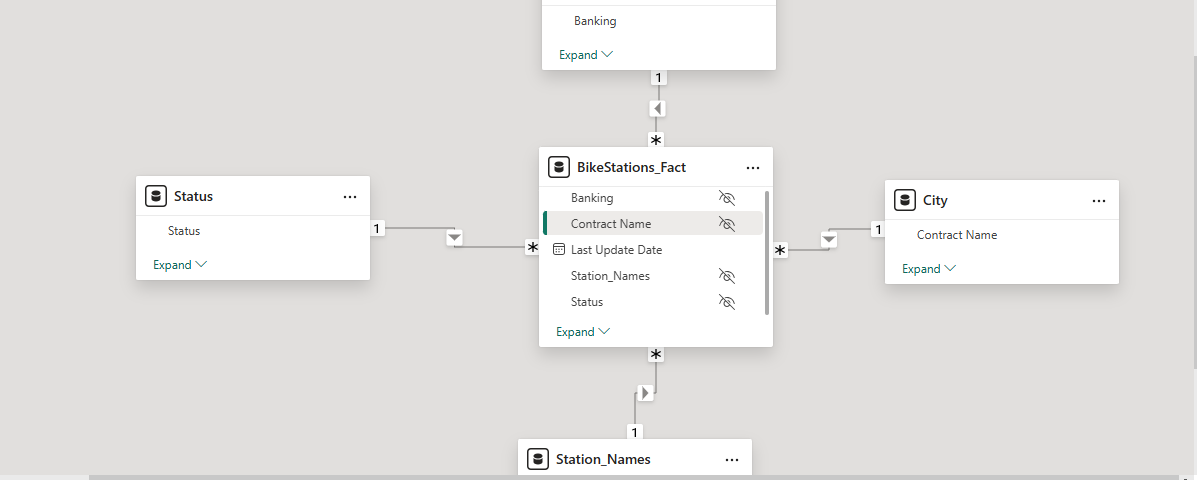 Banking
Expand
1
*
BikeStations_Fact
Banking
Contract Name
Last Update Date
Station_Names
Status
Expand
Status
Status
Expand
1
*
City
Contract Name
Expand
1
*
*
1
Station_Names